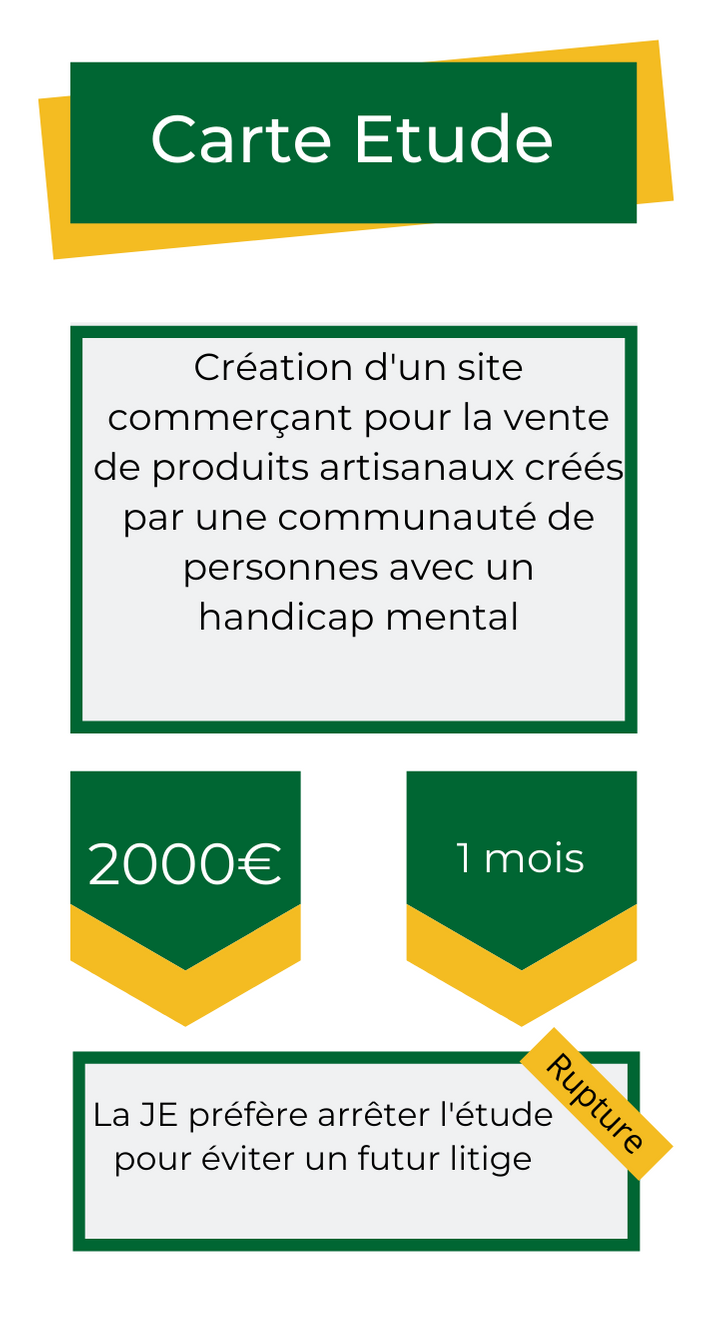 Carte Etude
Création d'un site
commerçant pour la vente
de produits artisanaux créés
par une communauté de
personnes avec un
handicap mental
2000€
1 mois
Rupture
La JE préfère arrêter l'étude
pour éviter un futur litige